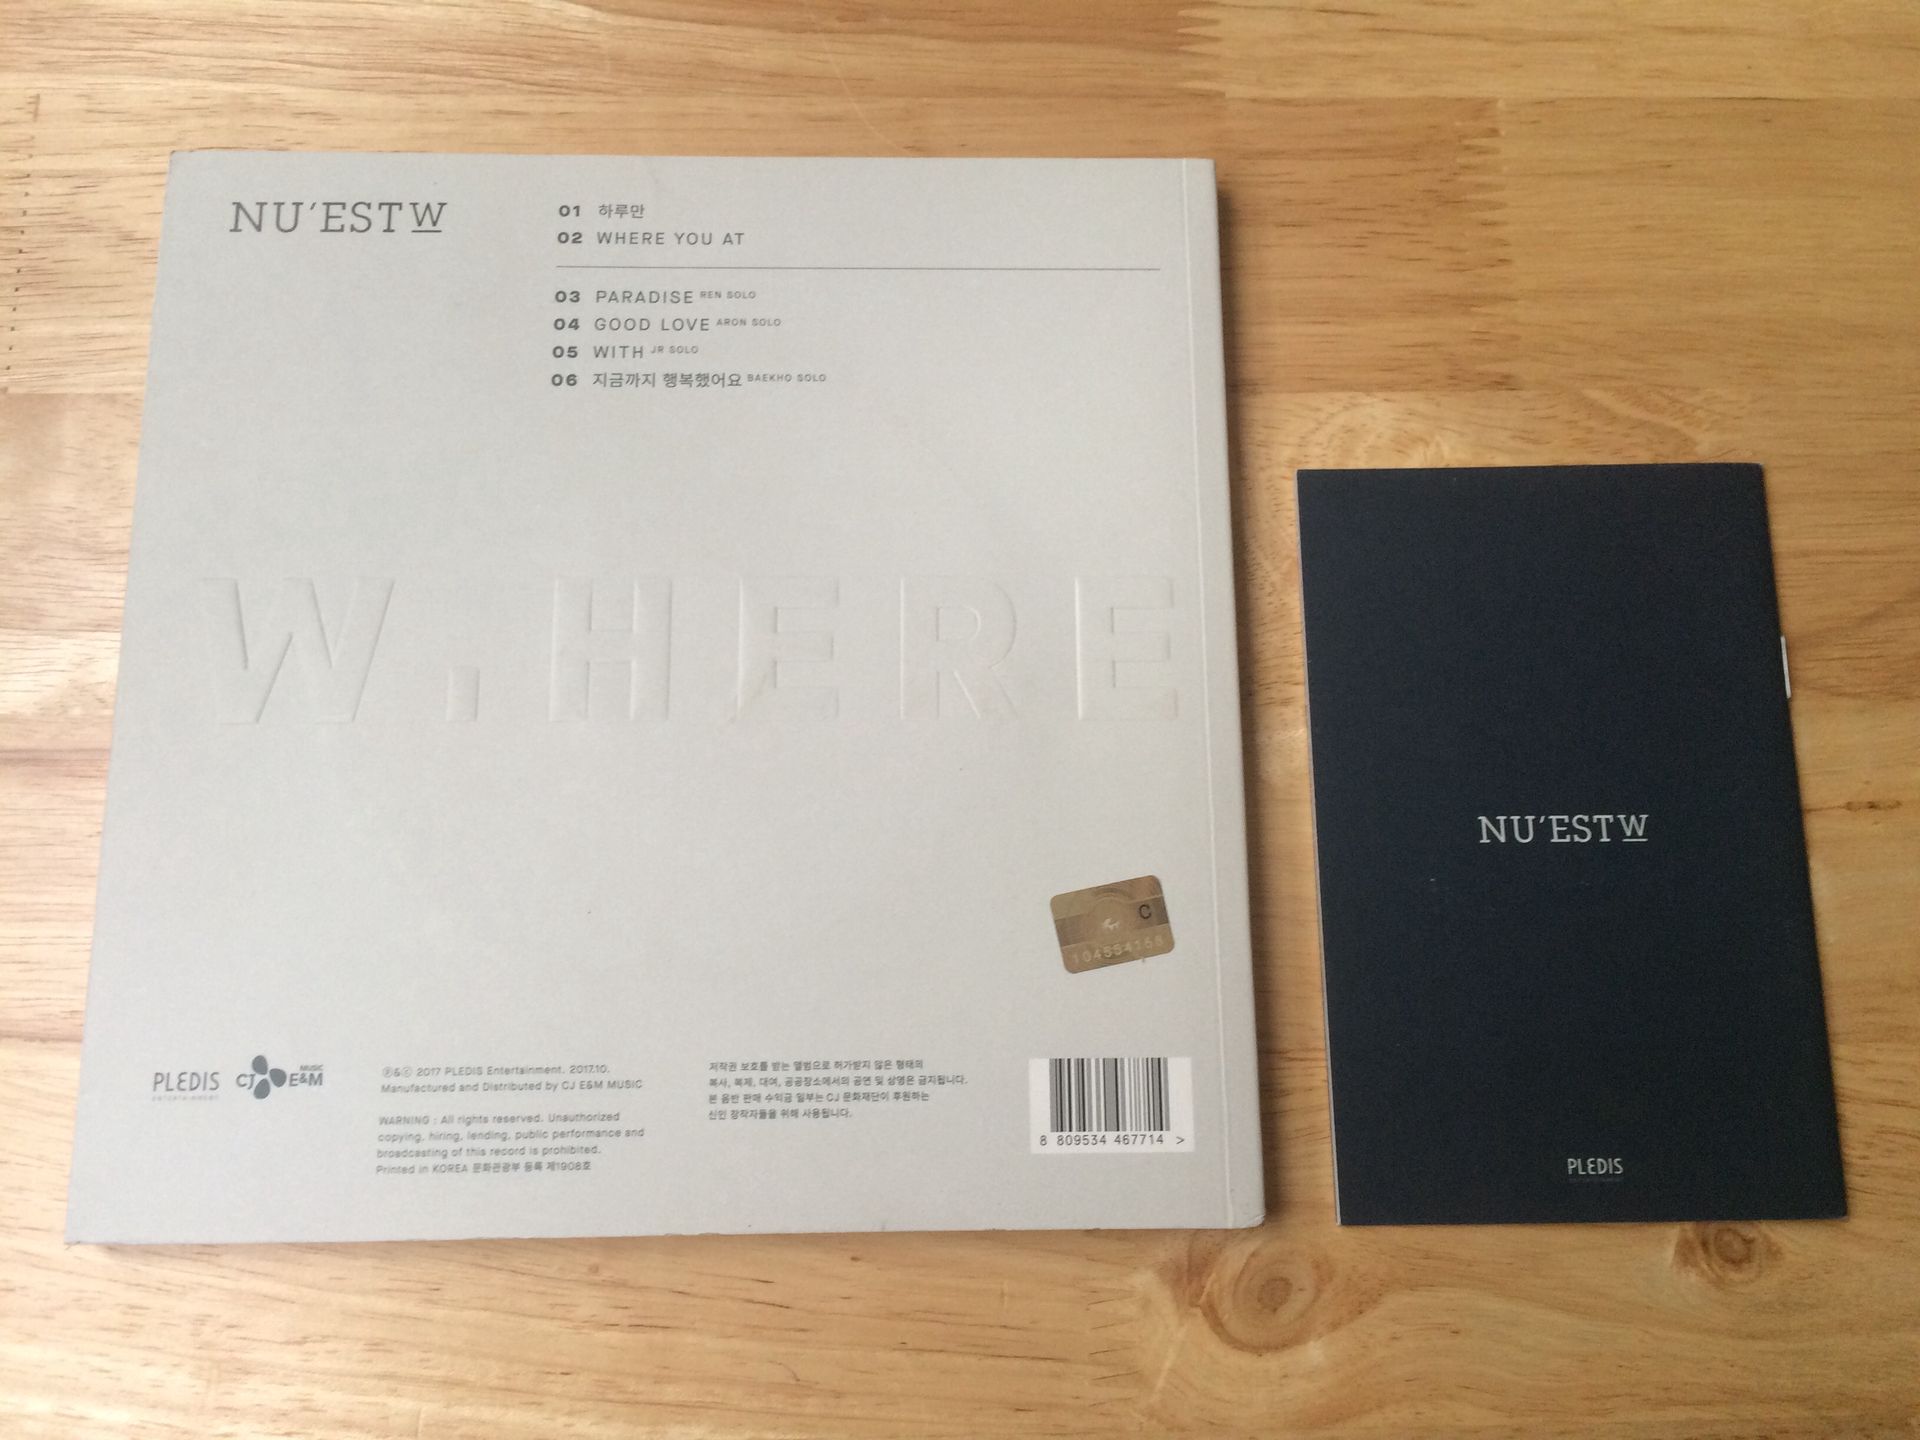 NU'EST W
01 하루만
02 WHERE YOU AT
03 PARADISE REN SOLO
04 GOOD LOVE ARON SOLO
05 WITH JR SOLO
06 지금까지 행복했어요 BAEKHO SOLO
W.HERE
C
104554168
PLEDIS
ENTERTAINMENT
CJ E&M MUSIC
Ⓟ&Ⓒ 2017 PLEDIS Entertainment. 2017.10.
Manufactured and Distributed by CJ E&M MUSIC
WARNING : All rights reserved. Unauthorized
copying, hiring, lending, public performance and
broadcasting of this record is prohibited.
Printed in KOREA 문화관광부 등록 제1908호
저작권 보호를 받는 앨범으로 허가받지 않은 형태의
복사, 복제, 대여, 공공장소에서의 공연 및 상영은 금지됩니다.
본 음반 판매 수익금 일부는 CJ 문화재단이 후원하는
신인 창작자들을 위해 사용됩니다.
8 809534 467714 >
NU'EST W
PLEDIS
ENTERTAINMENT